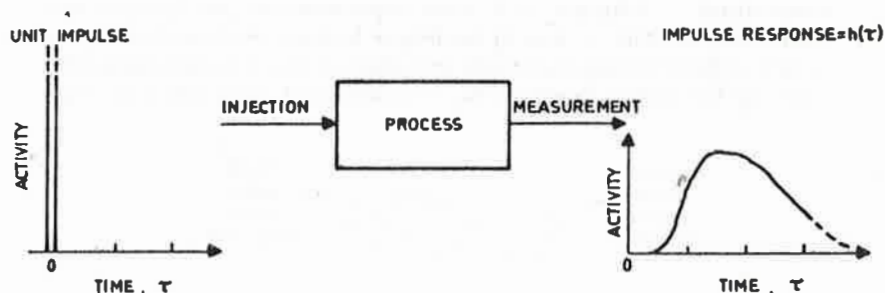 UNIT IMPULSE
ACTIVITY
0
TIME, τ
INJECTION
PROCESS
MEASUREMENT
IMPULSE RESPONSE=h(τ)
ACTIVITY
0
TIME, τ